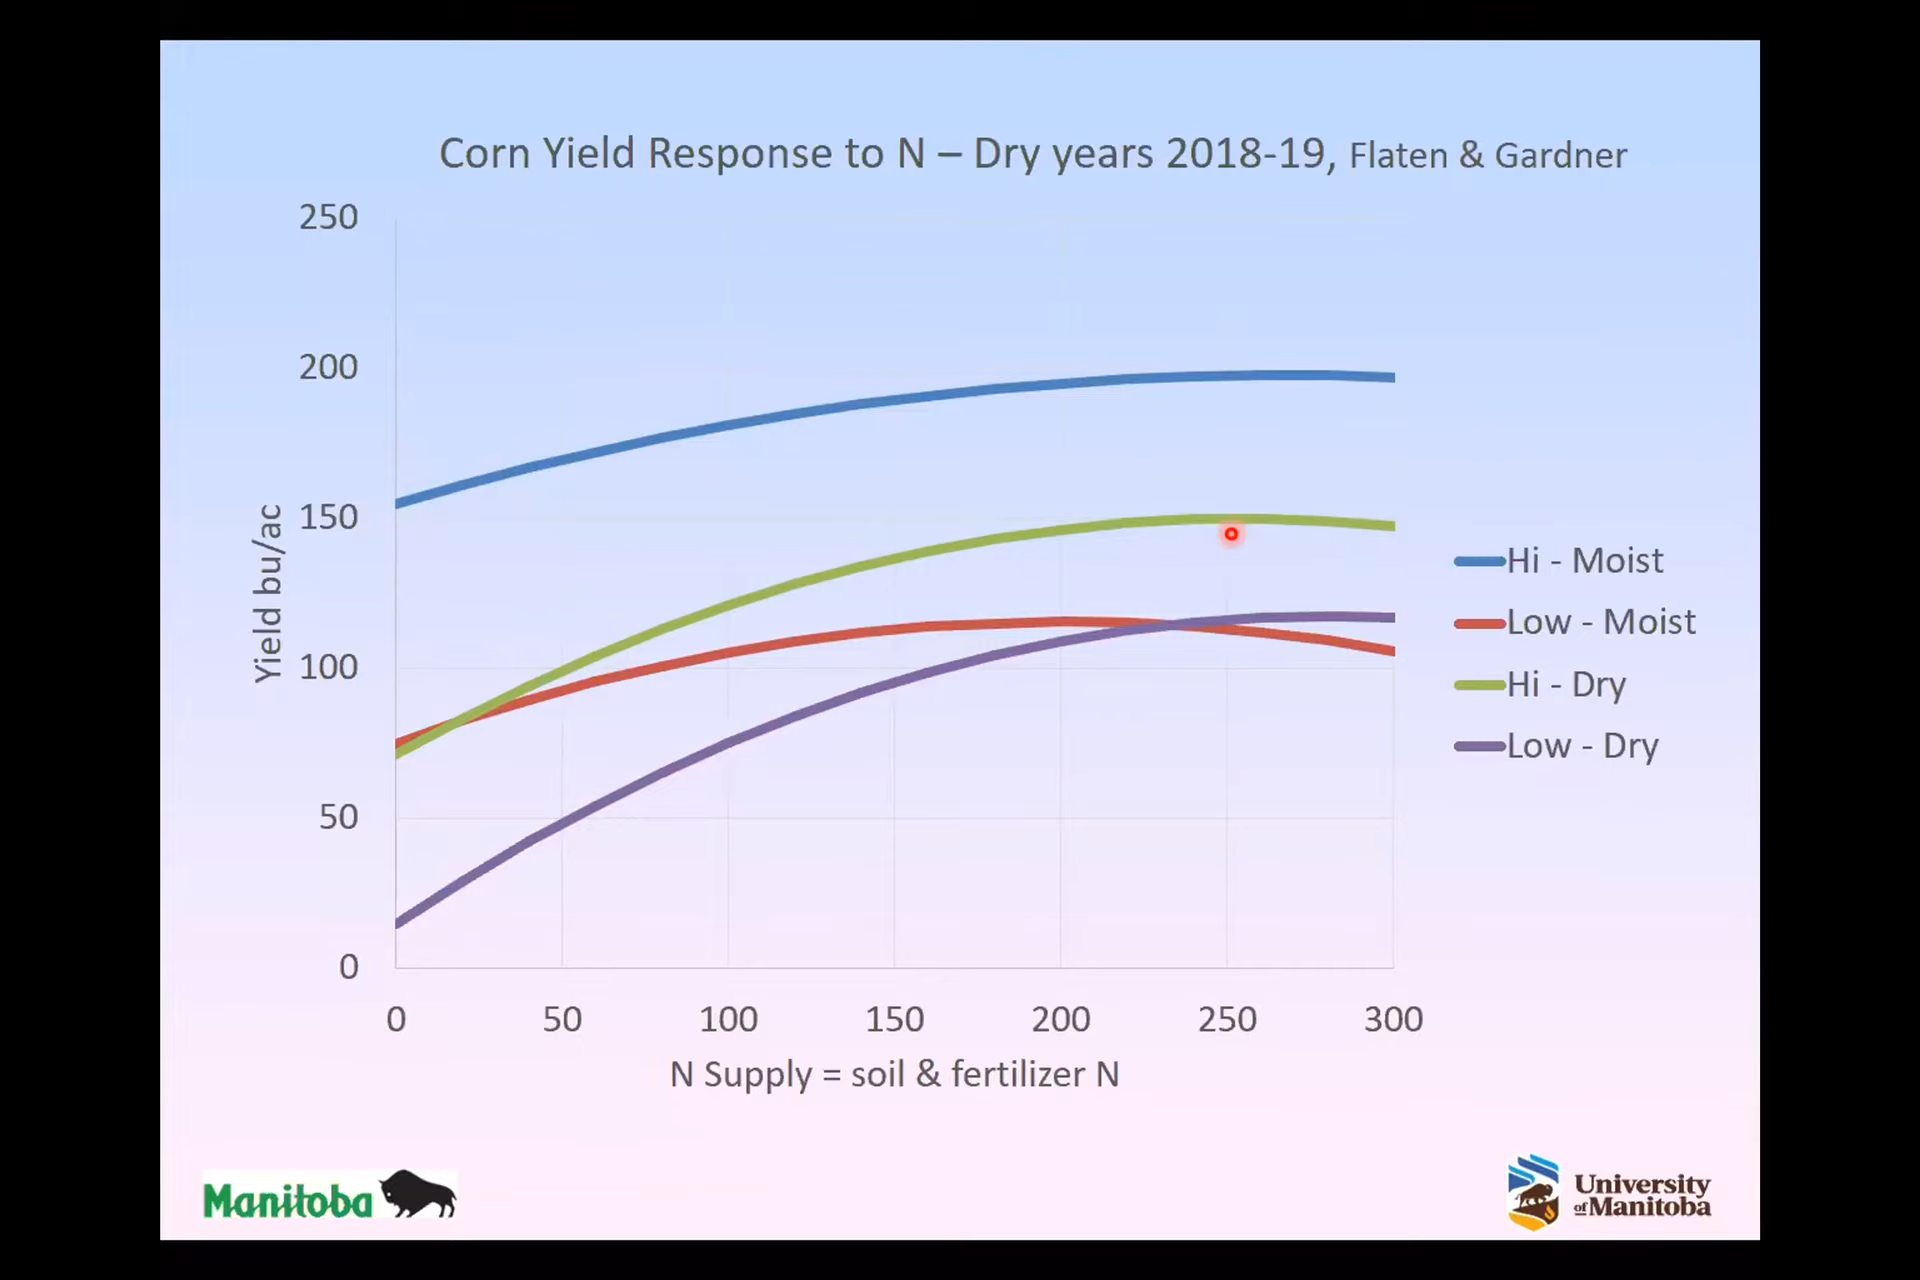 Corn Yield Response to N – Dry years 2018-19, Flaten & Gardner
250
200
150
100
50
0
Yield bu/ac
0 50 100 150 200 250 300
N Supply = soil & fertilizer N
Hi - Moist
Low - Moist
Hi - Dry
Low - Dry
Manitoba
University
of Manitoba